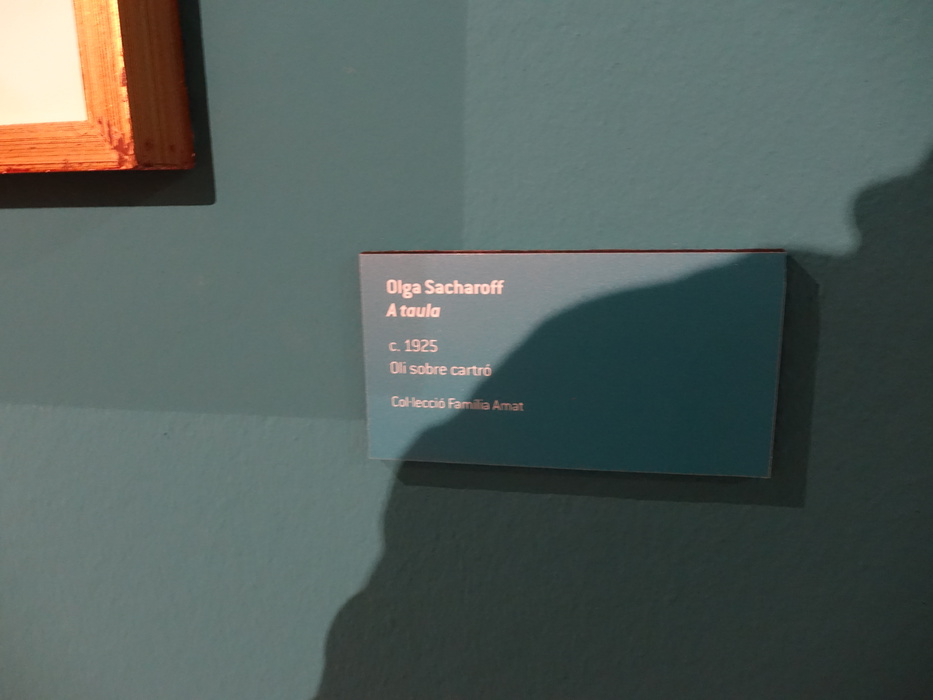 Olga Sacharoff
A taula
c. 1925
Oli sobre cartró
Col·lecció Família Amat